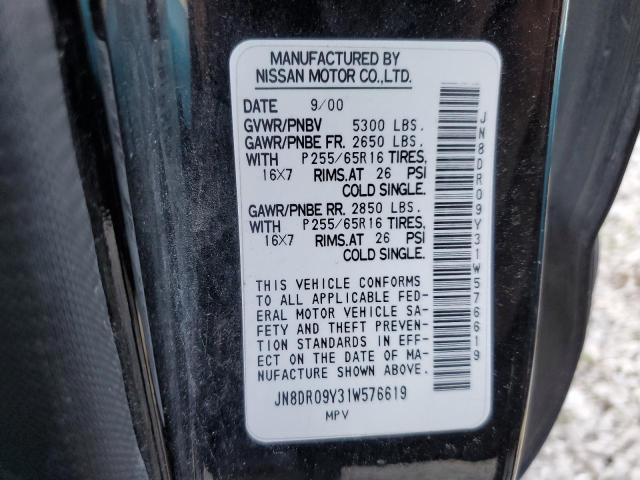 MANUFACTURED BY
NISSAN MOTOR CO.,LTD.
DATE 9/00
GVWR/PNBV 5300 LBS.
GAWR/PNBE FR. 2650 LBS.
WITH P255/65R16 TIRES,
16X7 RIMS.AT 26 PSI
COLD SINGLE.
GAWR/PNBE RR. 2850 LBS.
WITH P255/65R16 TIRES,
16X7 RIMS.AT 26 PSI
COLD SINGLE.
THIS VEHICLE CONFORMS
TO ALL APPLICABLE FED-
ERAL MOTOR VEHICLE SA-
FETY AND THEFT PREVEN-
TION STANDARDS IN EFF-
ECT ON THE DATE OF MA-
NUFACTURE SHOWN ABOVE.
JN8DR09Y31W576619
MPV
JN8DR09Y31W576619